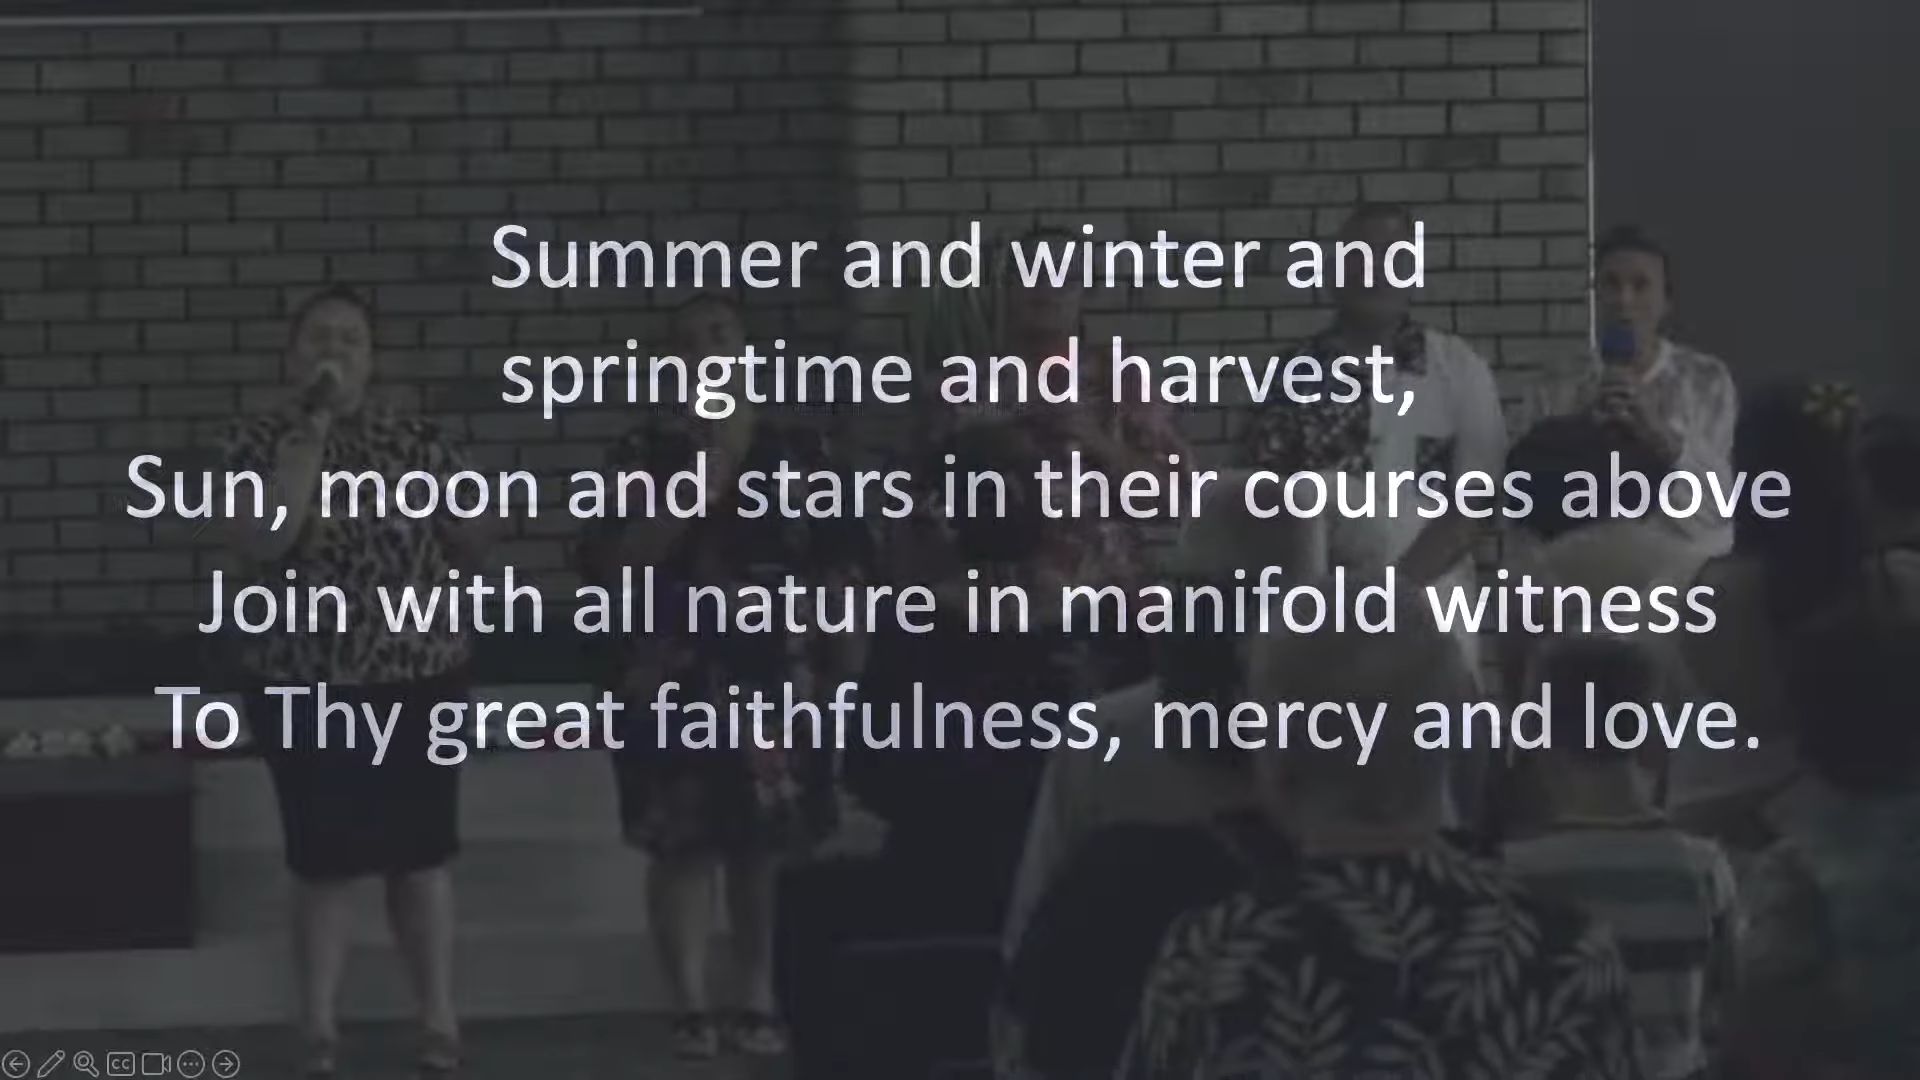 Summer and winter and
springtime and harvest,
Sun, moon and stars in their courses above
Join with all nature in manifold witness
To Thy great faithfulness, mercy and love.
CC